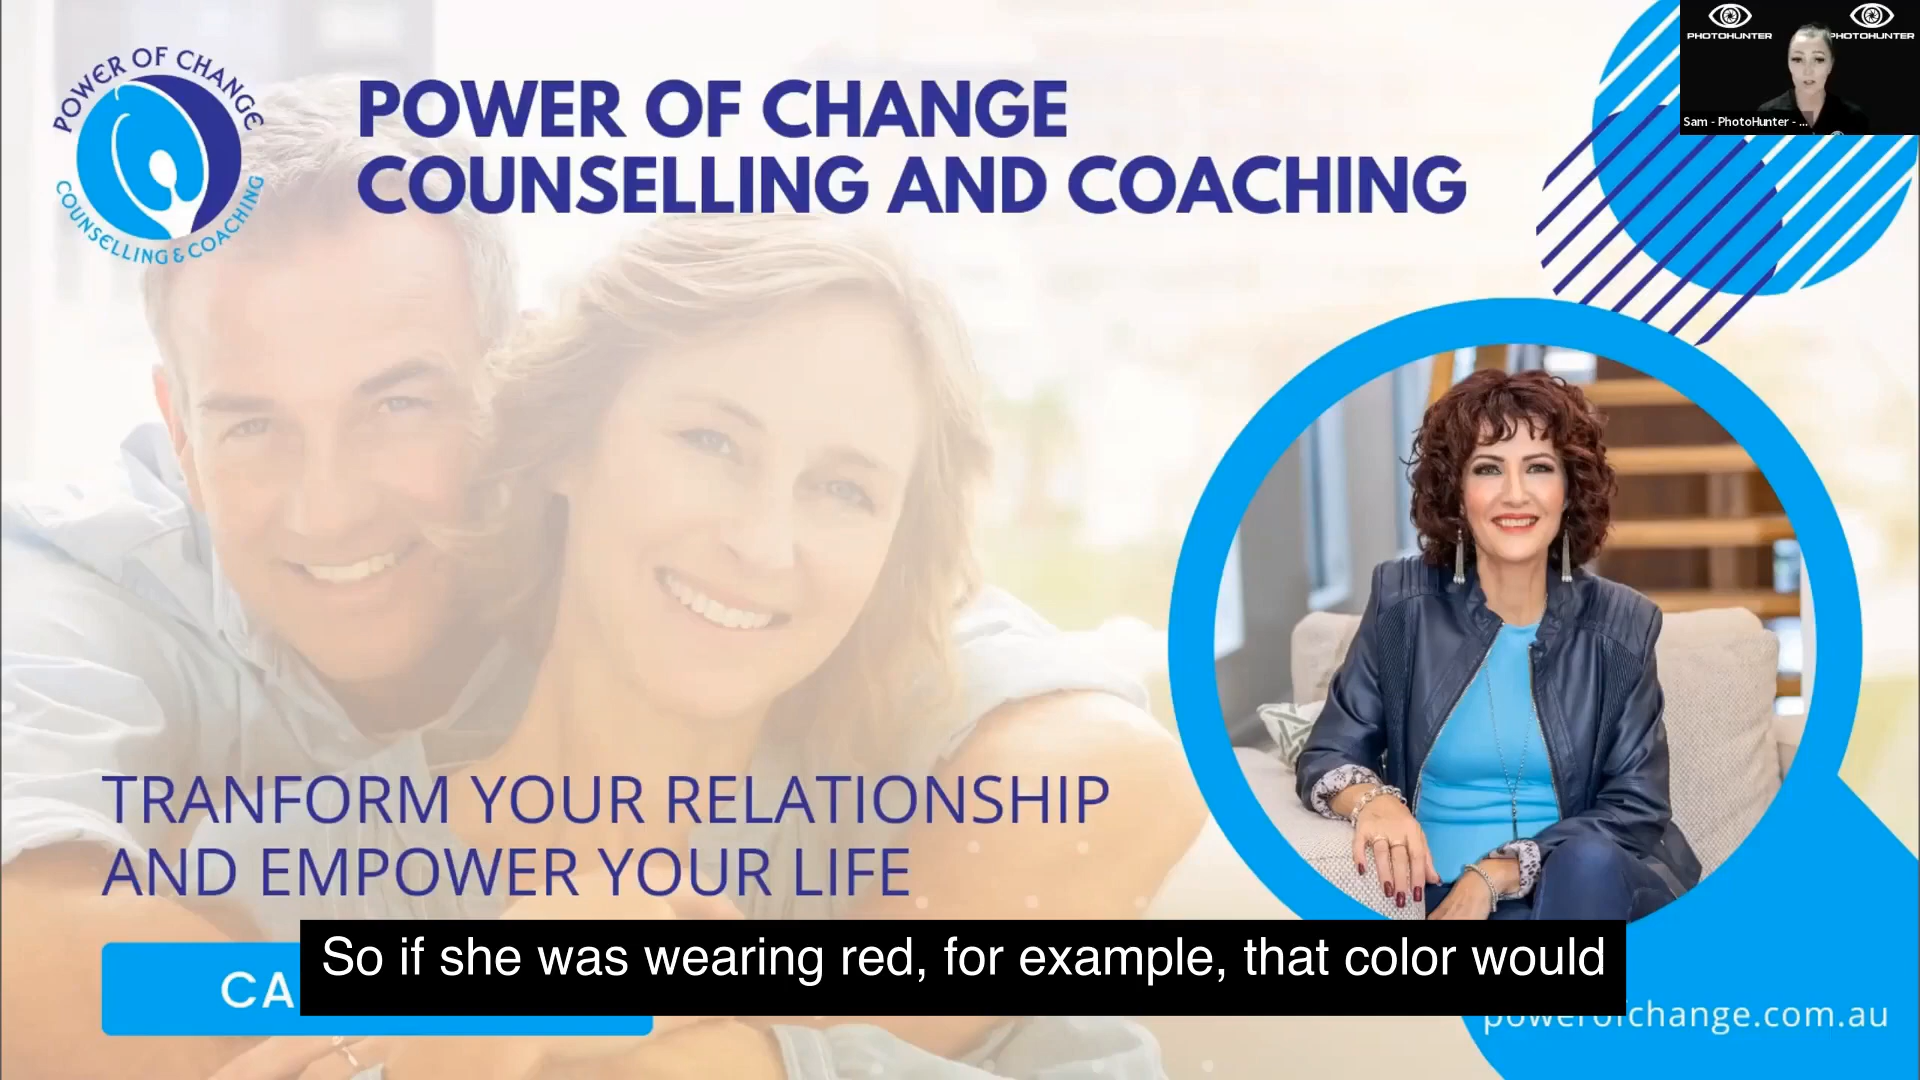 POWER OF CHANGE
COUNSELLING & COACHING
POWER OF CHANGE
COUNSELLING AND COACHING
PHOTOHUNTER
PHOTOHUNTER
Sam - PhotoHunter - ...
TRANFORM YOUR RELATIONSHIP
AND EMPOWER YOUR LIFE
CA
So if she was wearing red, for example, that color would
powerofchange.com.au